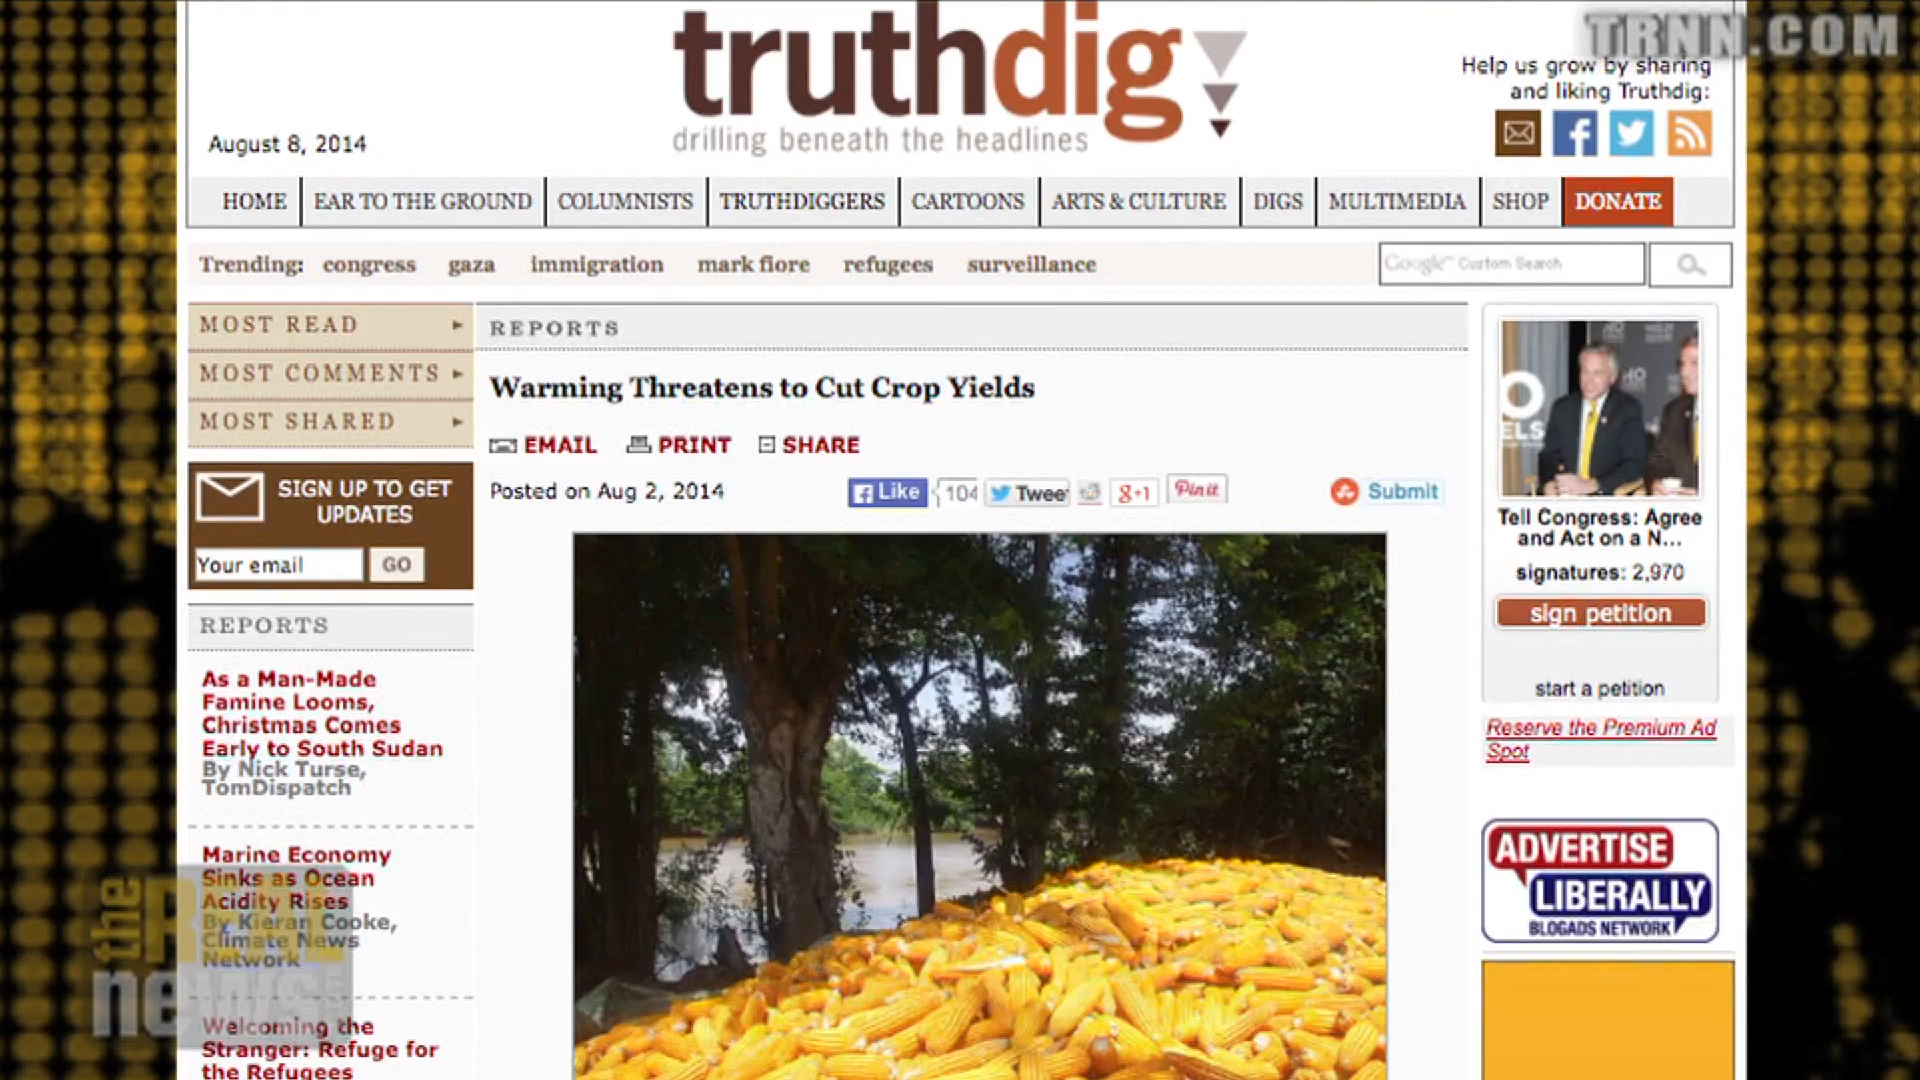 TRNN.COM
truthdig
drilling beneath the headlines
August 8, 2014
Help us grow by sharing
and liking Truthdig:
HOME EAR TO THE GROUND COLUMNISTS TRUTHDIGGERS CARTOONS ARTS & CULTURE DIGS MULTIMEDIA SHOP DONATE
Trending: congress gaza immigration mark fiore refugees surveillance
Google™ Custom Search
MOST READ
MOST COMMENTS
MOST SHARED
SIGN UP TO GET
UPDATES
Your email GO
REPORTS
As a Man-Made
Famine Looms,
Christmas Comes
Early to South Sudan
By Nick Turse,
TomDispatch
Marine Economy
Sinks as Ocean
Acidity Rises
By Kieran Cooke,
Climate News
Network
Welcoming the
Stranger: Refuge for
the Refugees
REPORTS
Warming Threatens to Cut Crop Yields
EMAIL PRINT SHARE
Posted on Aug 2, 2014
Like 104 Tweet g+1 Pin it Submit
Tell Congress: Agree
and Act on a N...
signatures: 2,970
sign petition
start a petition
Reserve the Premium Ad
Spot
ADVERTISE
LIBERALLY
BLOGADS NETWORK
the REAL
news